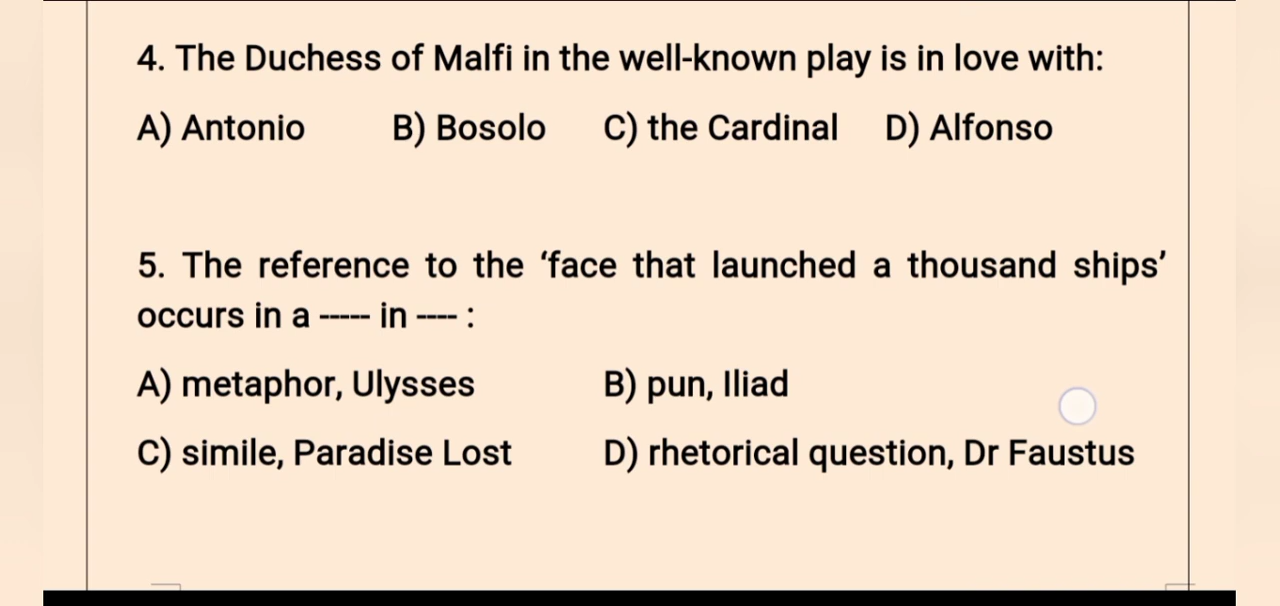 4. The Duchess of Malfi in the well-known play is in love with:
A) Antonio B) Bosolo C) the Cardinal D) Alfonso
5. The reference to the ‘face that launched a thousand ships’
occurs in a ----- in ---- :
A) metaphor, Ulysses B) pun, Iliad
C) simile, Paradise Lost D) rhetorical question, Dr Faustus